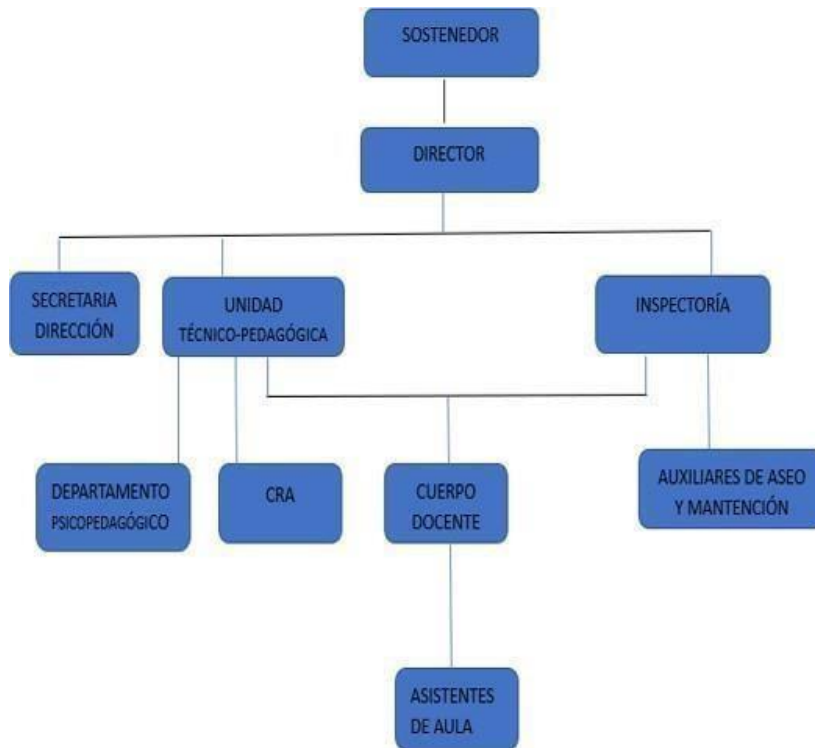 SOSTENEDOR
DIRECTOR
SECRETARIA
DIRECCIÓN
UNIDAD
TÉCNICO-PEDAGÓGICA
INSPECTORÍA
DEPARTAMENTO
PSICOPEDAGÓGICO
CRA
CUERPO
DOCENTE
AUXILIARES DE ASEO
Y MANTENCIÓN
ASISTENTES
DE AULA